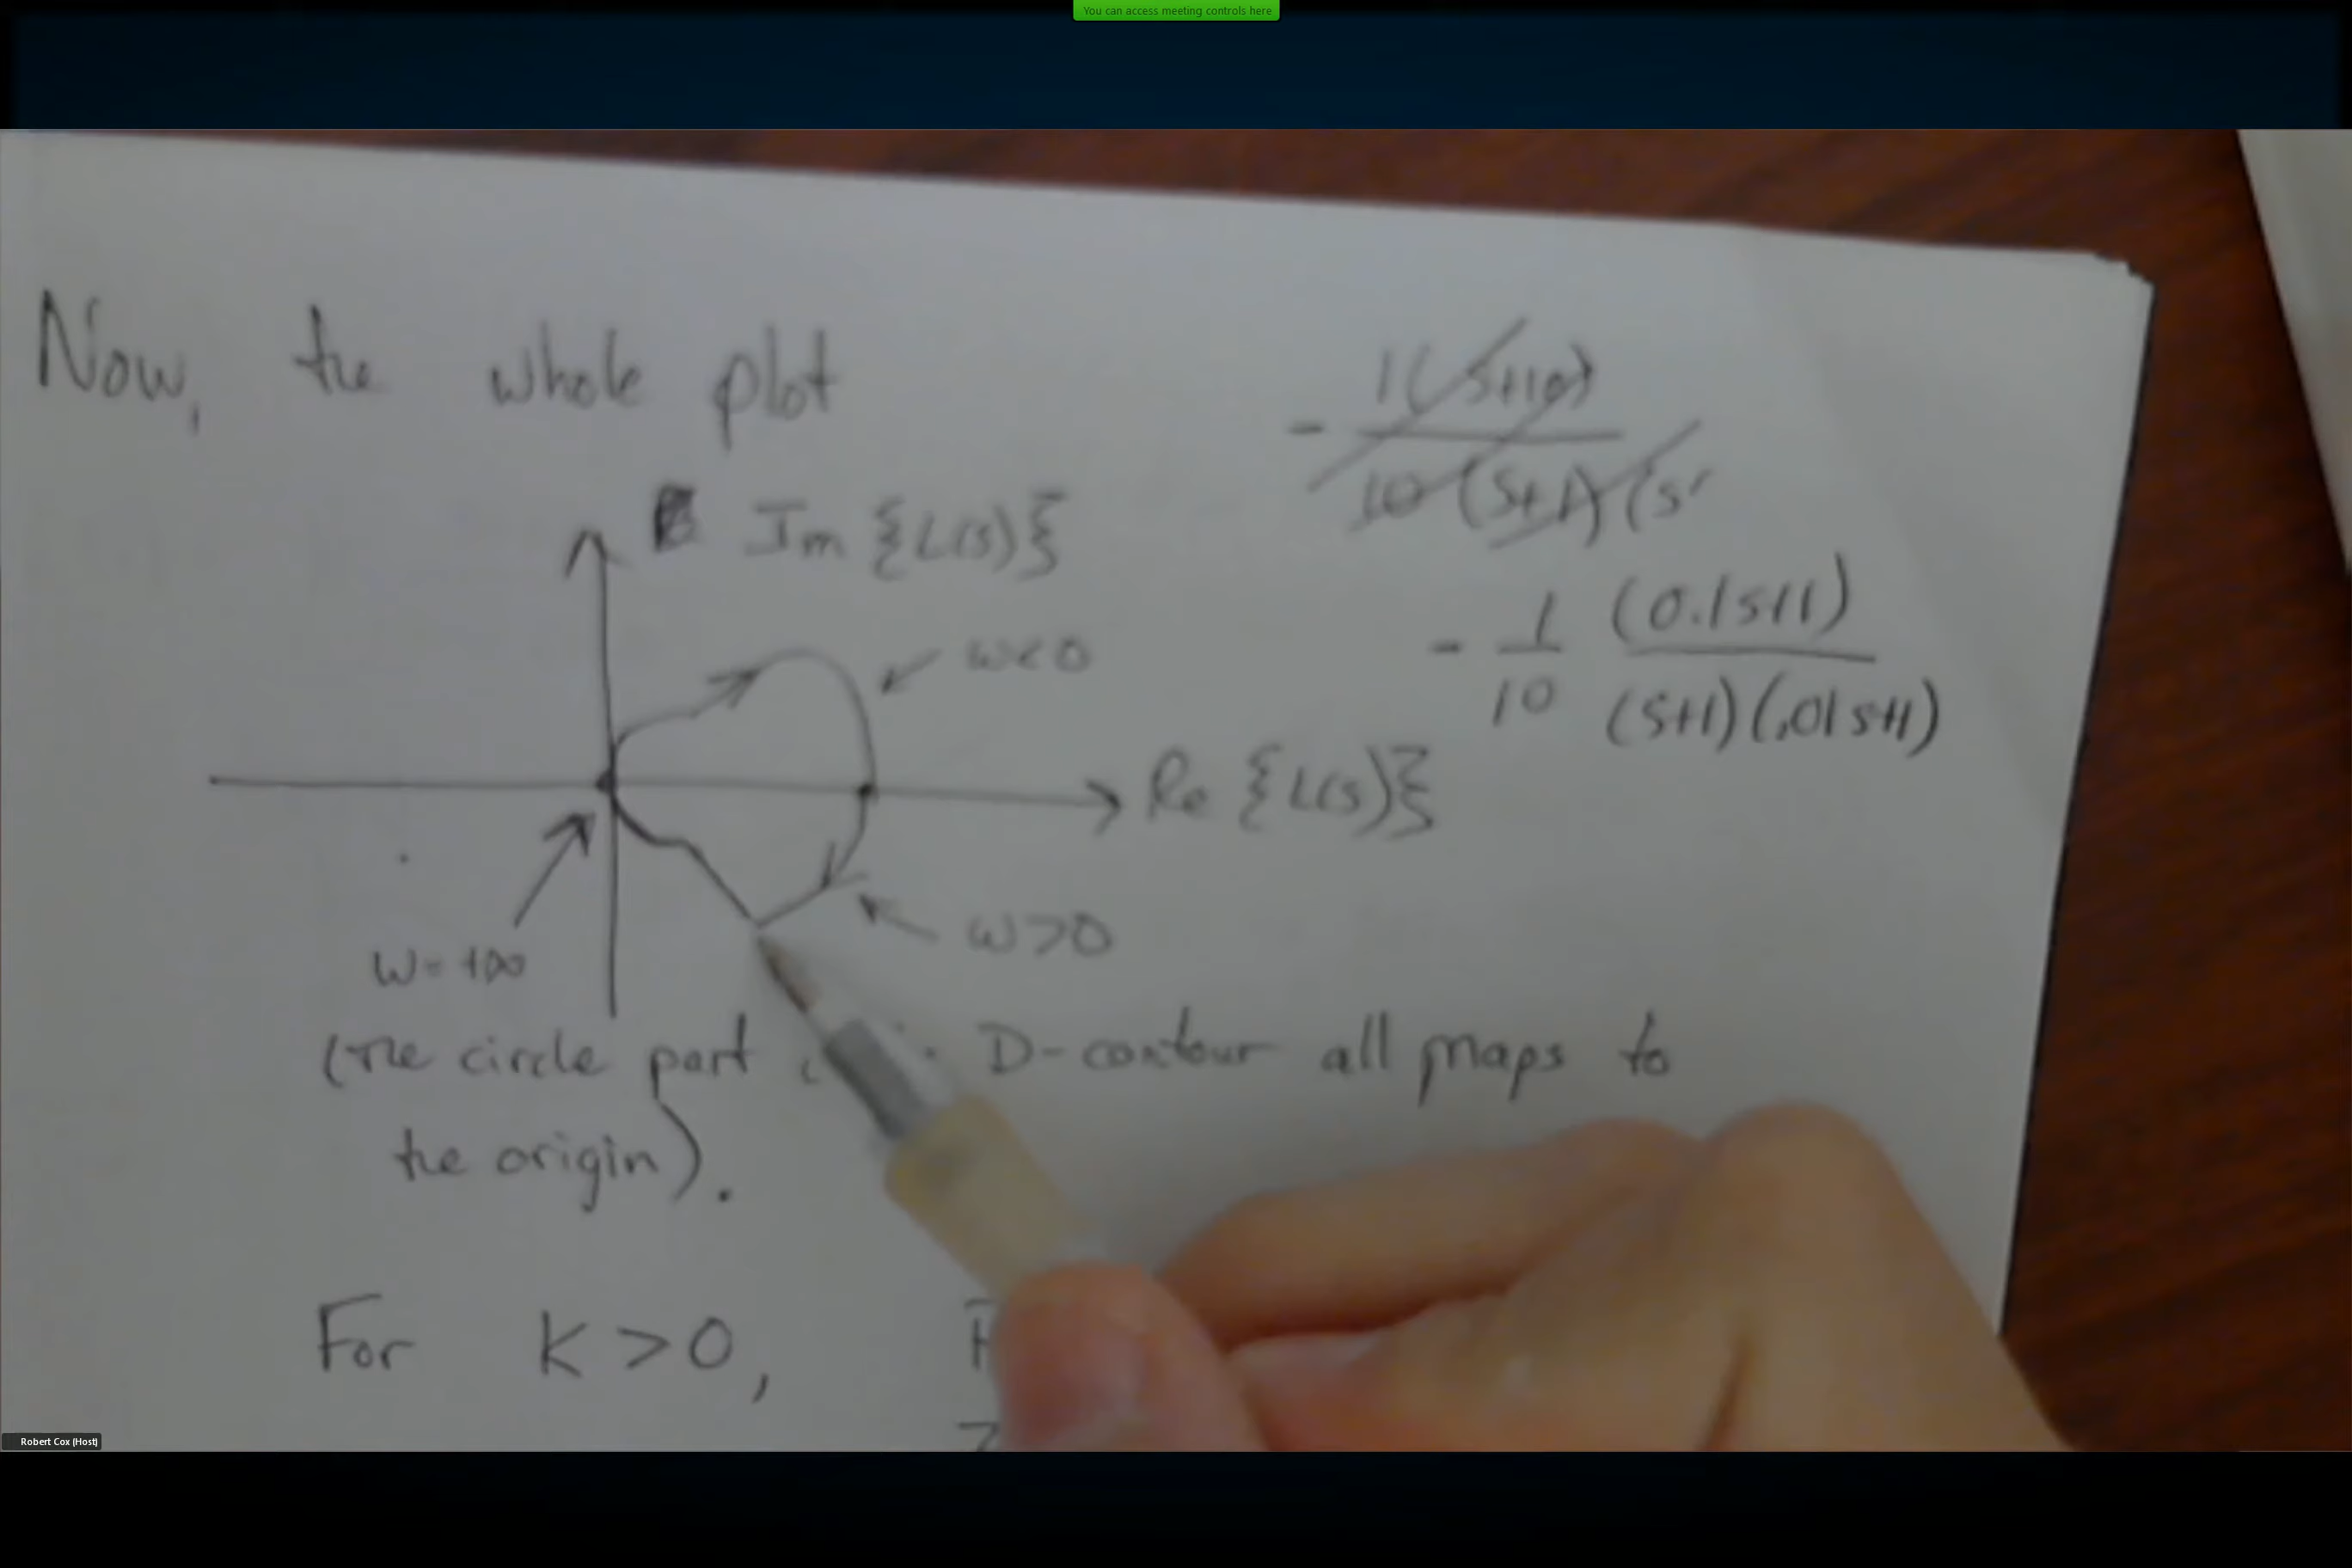 You can access meeting controls here
Now, the whole plot
- 1(s+10)
10(s+1)(s
Im {L(s)}
- 1/10 (0.1s+1)
(s+1)(.01s+1)
ω<0
Re {L(s)}
ω>0
ω=+∞
(the circle part D-contour all maps to
the origin).
For K>0,
Robert Cox (Host)